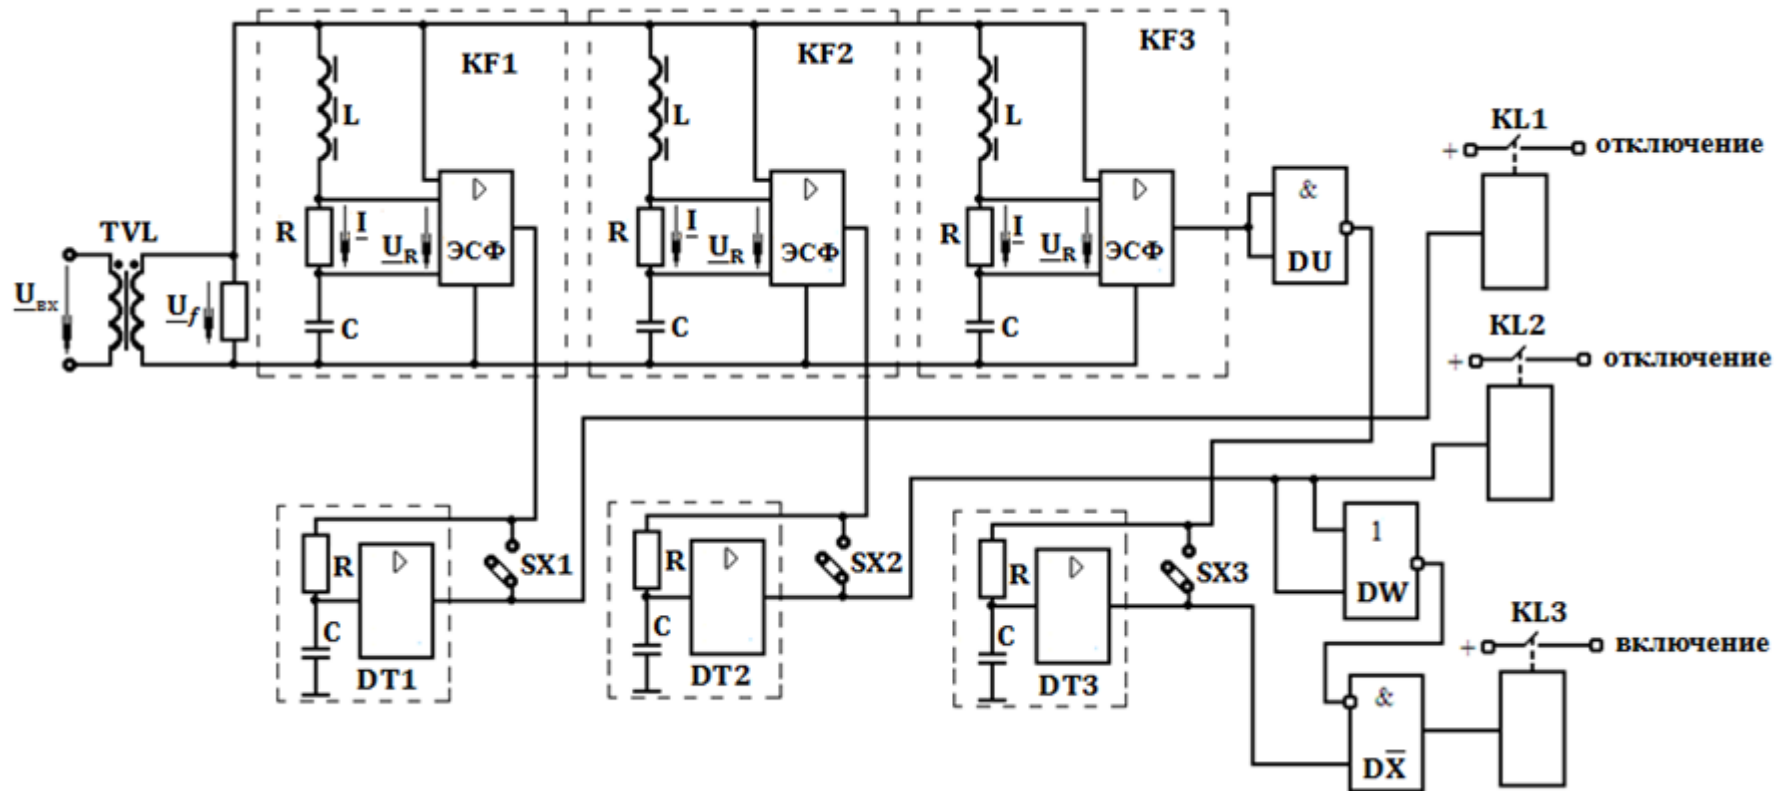 KF1
KF2
KF3
L
L
L
KL1
+ отключение
TVL
R
I
U_R
ЭСФ
R
I
U_R
ЭСФ
R
I
U_R
ЭСФ
&
DU
U_вх
U_f
C
C
C
KL2
+ отключение
R
SX1
R
SX2
R
SX3
1
DW
C
DT1
C
DT2
C
DT3
KL3
+ включение
&
DX̅